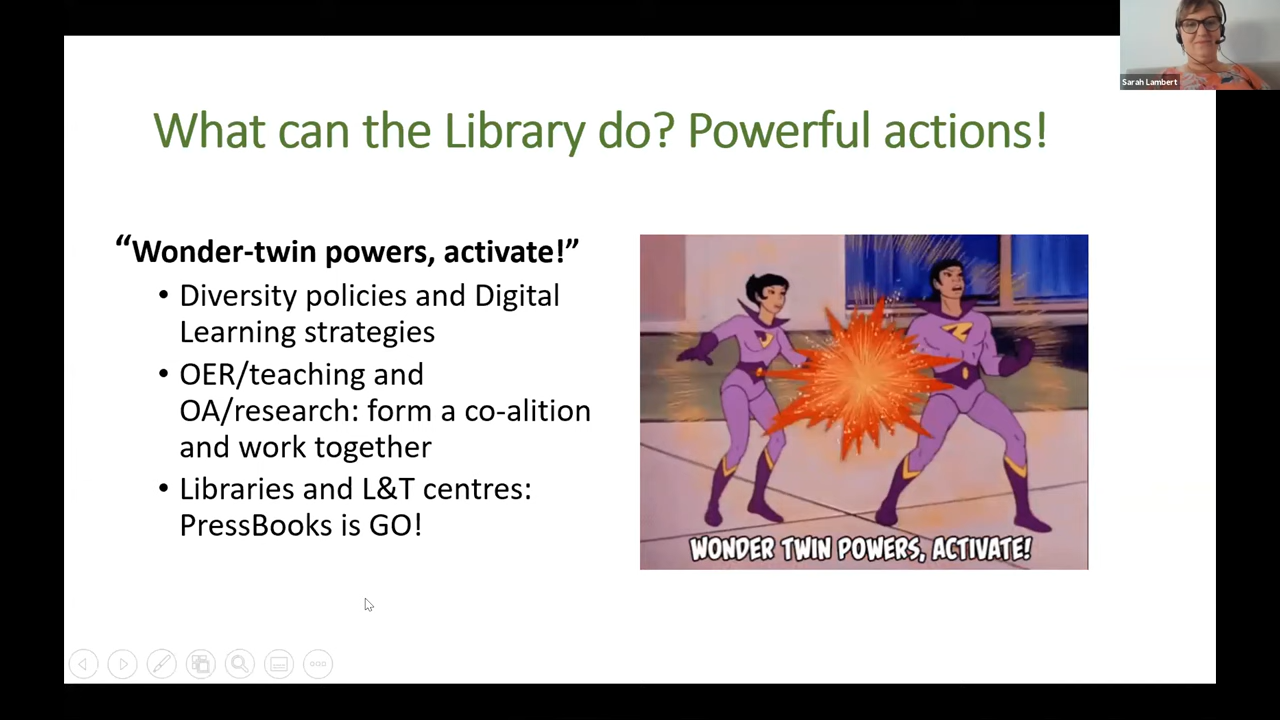 Sarah Lambert
What can the Library do? Powerful actions!
“Wonder-twin powers, activate!”
• Diversity policies and Digital
Learning strategies
• OER/teaching and
OA/research: form a co-alition
and work together
• Libraries and L&T centres:
PressBooks is GO!
Z
WONDER TWIN POWERS, ACTIVATE!